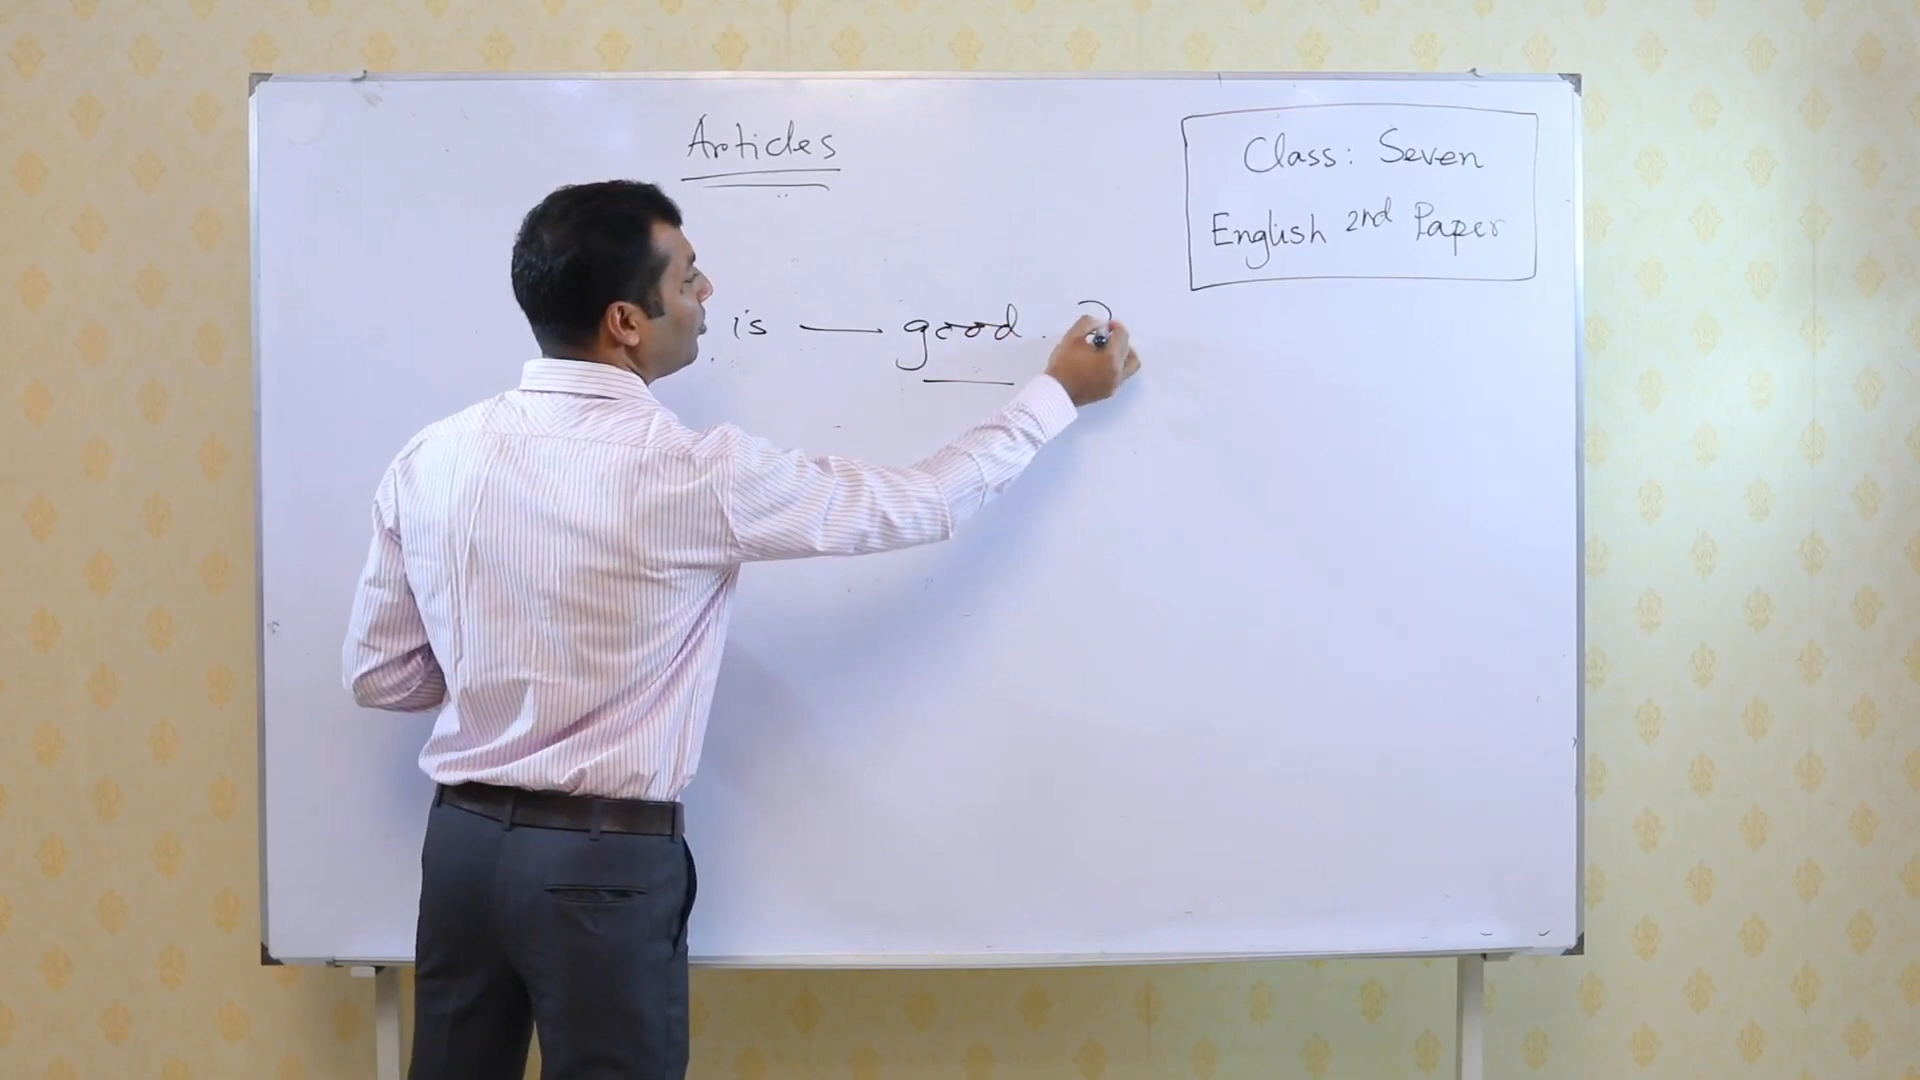 Articles
Class: Seven
English 2nd Paper
is — good.